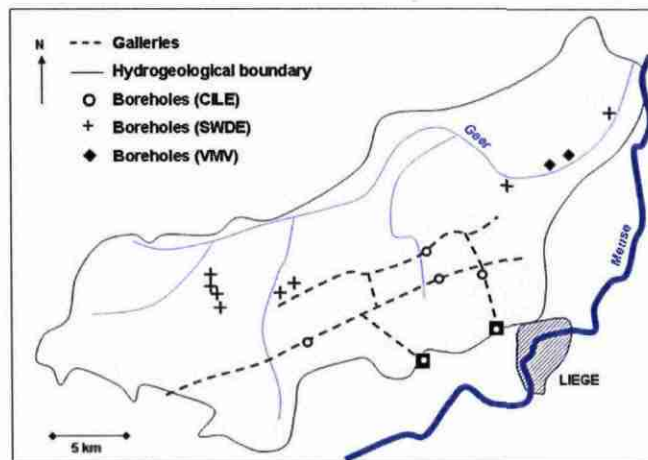 N
Galleries
Hydrogeological boundary
Boreholes (CILE)
Boreholes (SWDE)
Boreholes (VMV)
Geer
Meuse
LIEGE
5 km